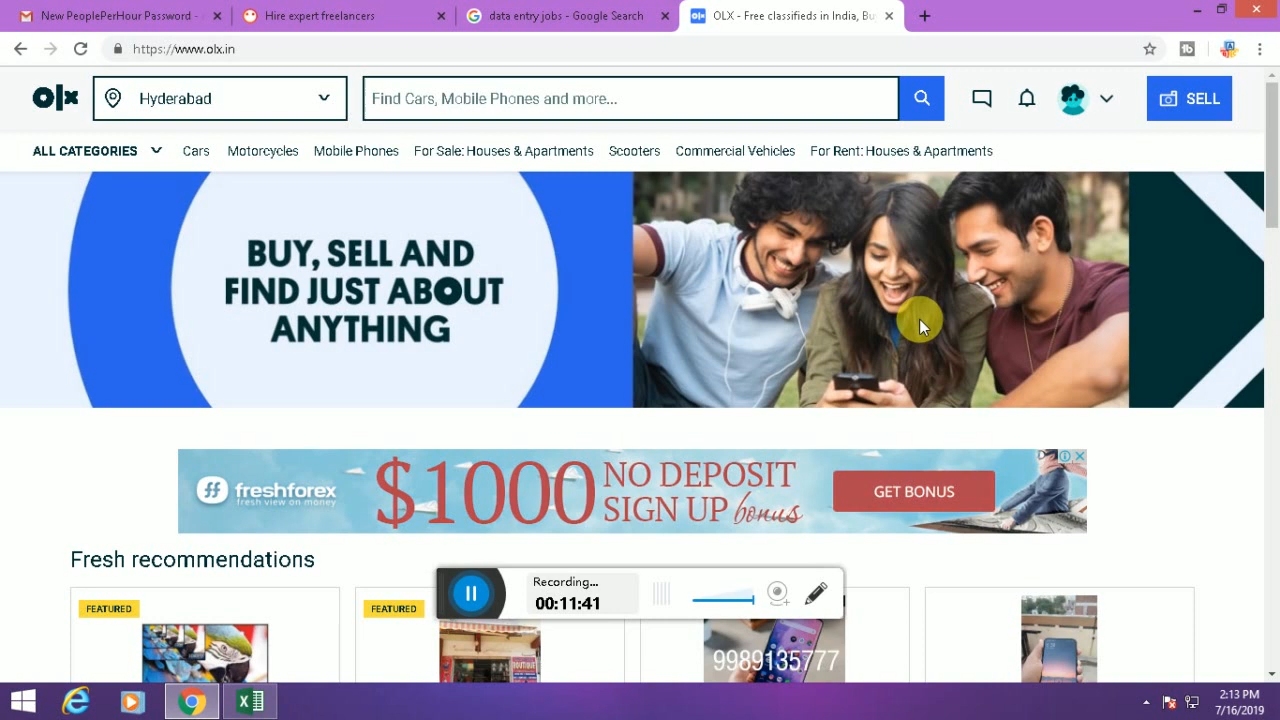 New PeoplePerHour Password -
Hire expert freelancers
data entry jobs - Google Search
OLX - Free classifieds in India, Bu
https://www.olx.in
olx
Hyderabad
Find Cars, Mobile Phones and more...
SELL
ALL CATEGORIES
Cars
Motorcycles
Mobile Phones
For Sale: Houses & Apartments
Scooters
Commercial Vehicles
For Rent: Houses & Apartments
BUY, SELL AND
FIND JUST ABOUT
ANYTHING
ff freshforex
fresh view on money
$1000
NO DEPOSIT
SIGN UP bonus
GET BONUS
Fresh recommendations
Recording...
00:11:41
FEATURED
FEATURED
BOUTIQUE
9989135777
2:13 PM
7/16/2019